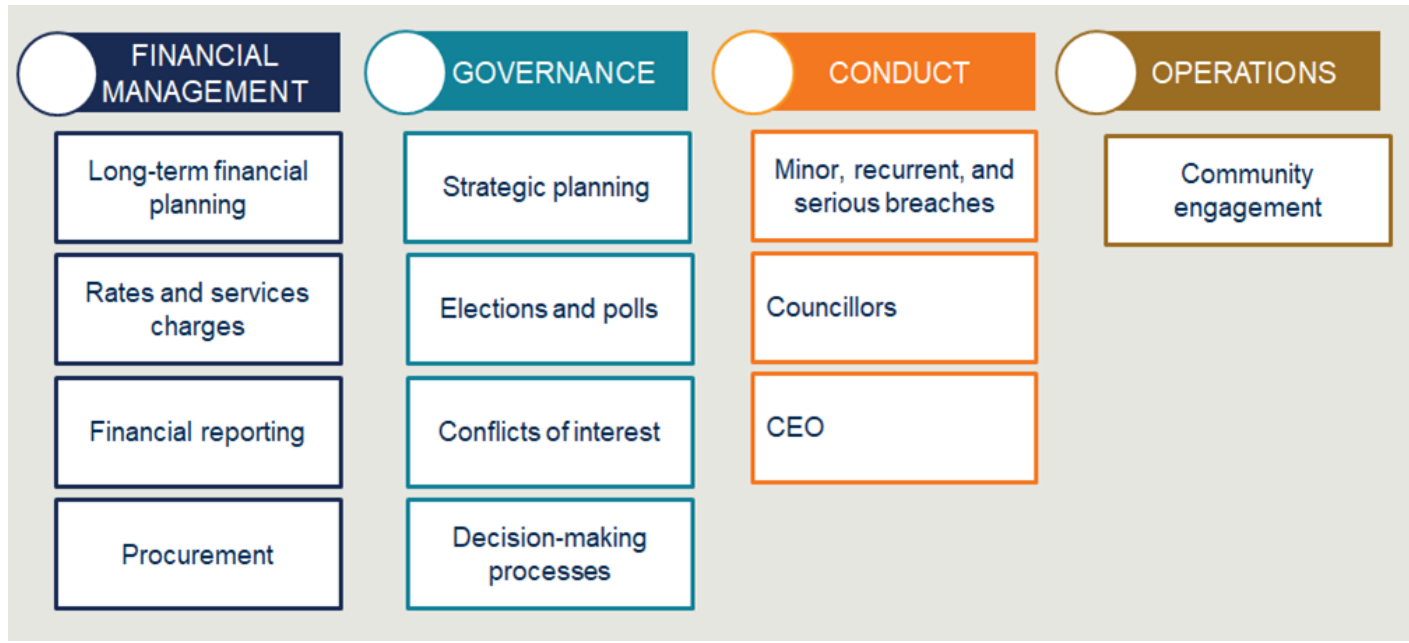 FINANCIAL
MANAGEMENT
Long-term financial
planning
Rates and services
charges
Financial reporting
Procurement
GOVERNANCE
Strategic planning
Elections and polls
Conflicts of interest
Decision-making
processes
CONDUCT
Minor, recurrent, and
serious breaches
Councillors
CEO
OPERATIONS
Community
engagement